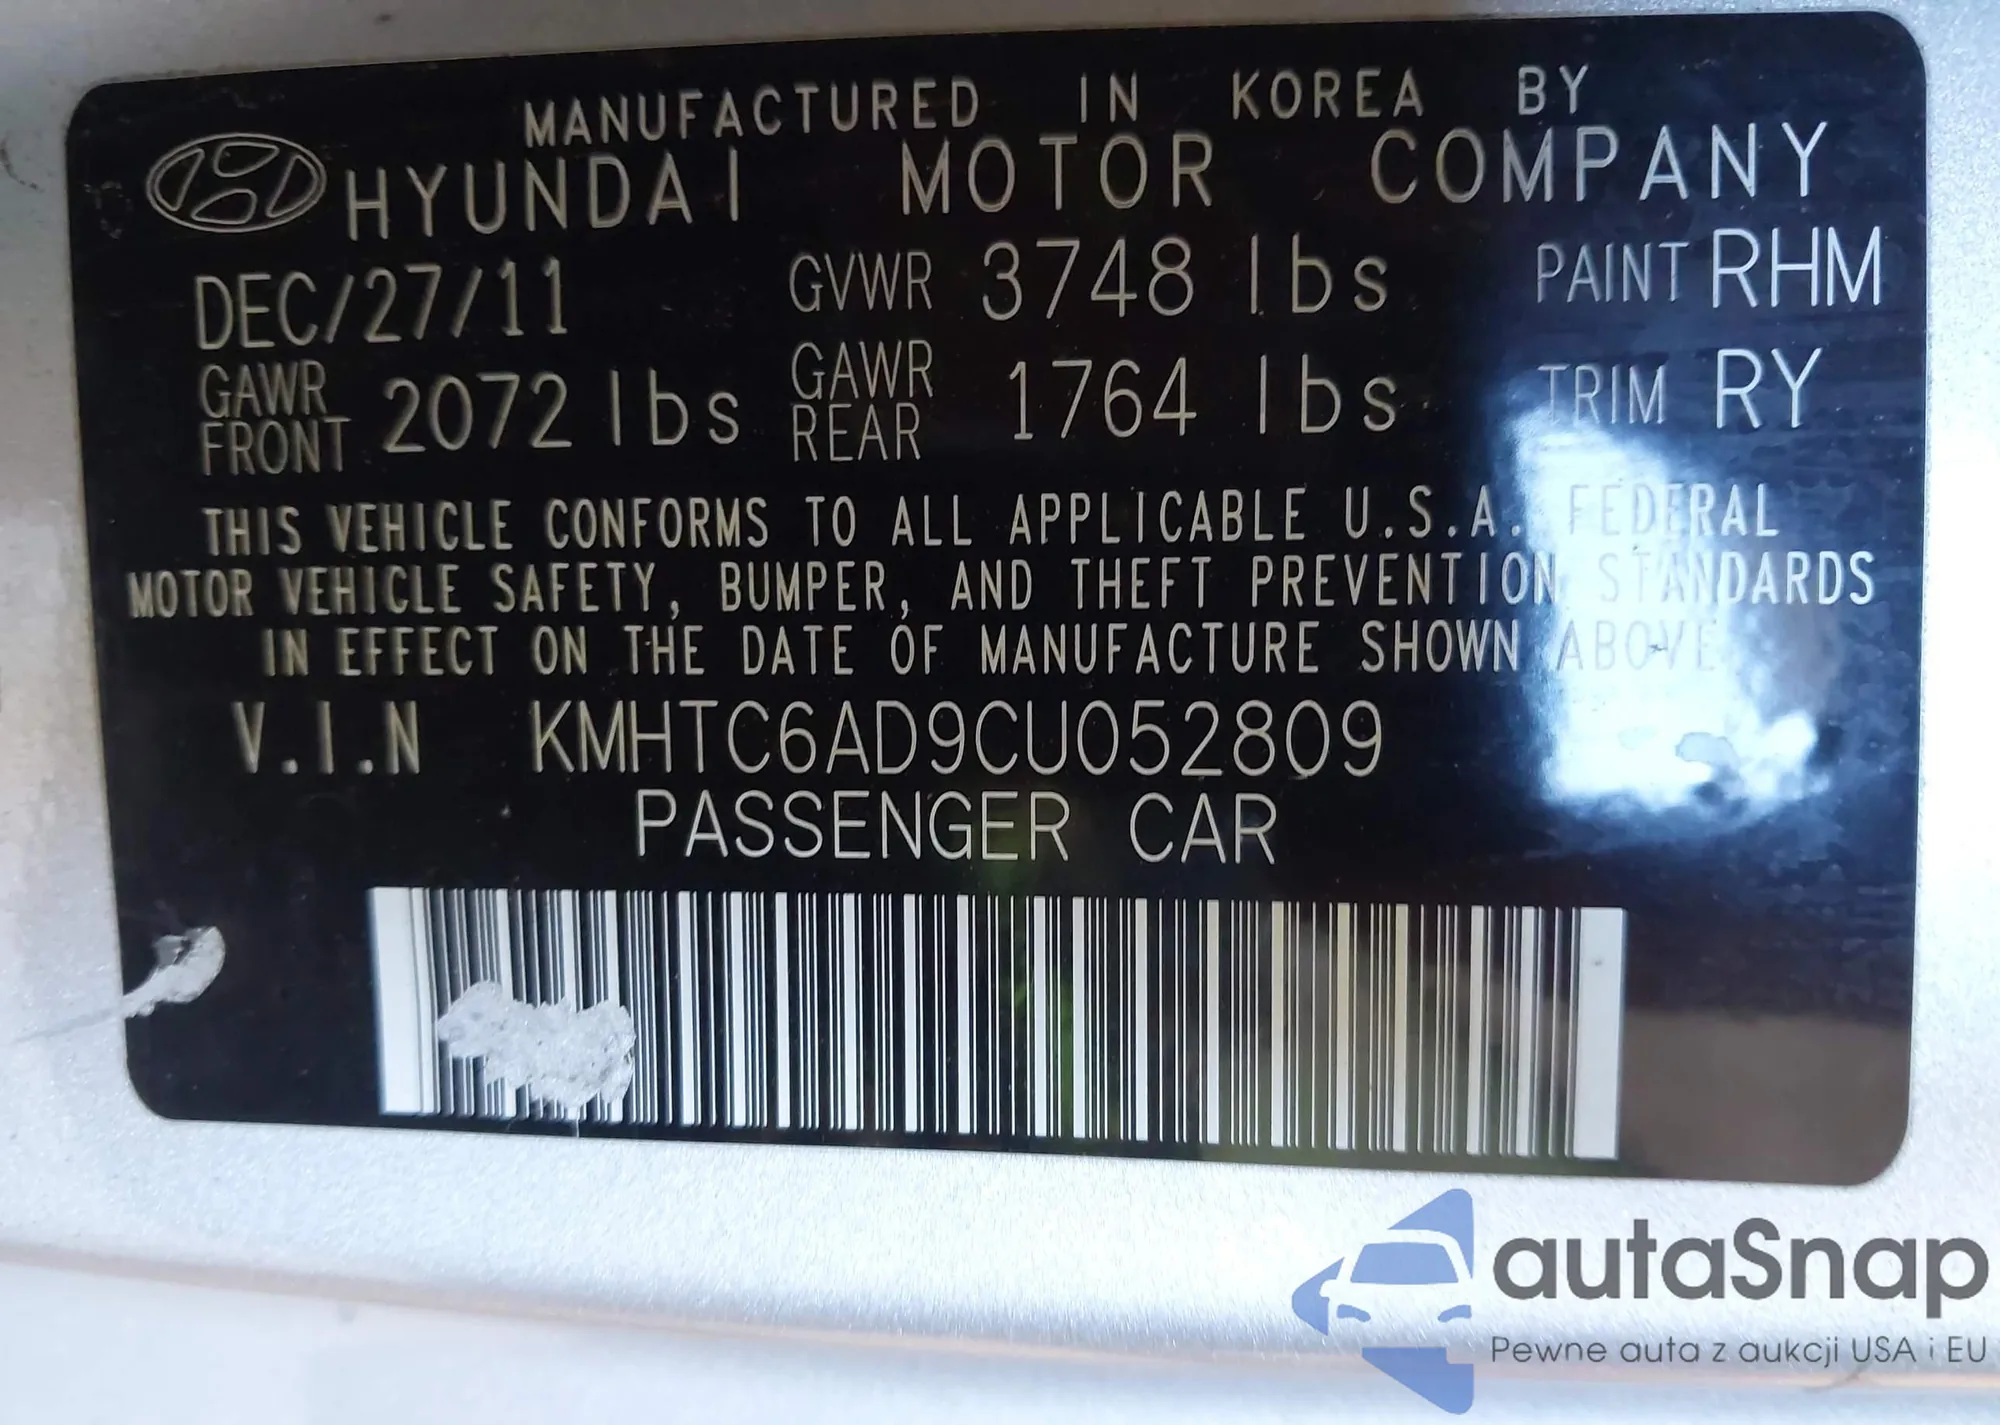 MANUFACTURED IN KOREA BY
HYUNDAI MOTOR COMPANY
DEC/27/11 GVWR 3748 lbs PAINT RHM
GAWR FRONT 2072 lbs GAWR REAR 1764 lbs TRIM RY
THIS VEHICLE CONFORMS TO ALL APPLICABLE U.S.A. FEDERAL
MOTOR VEHICLE SAFETY, BUMPER, AND THEFT PREVENTION STANDARDS
IN EFFECT ON THE DATE OF MANUFACTURE SHOWN ABOVE
V.I.N KMHTC6AD9CU052809
PASSENGER CAR
autaSnap
Pewne auta z aukcji USA i EU